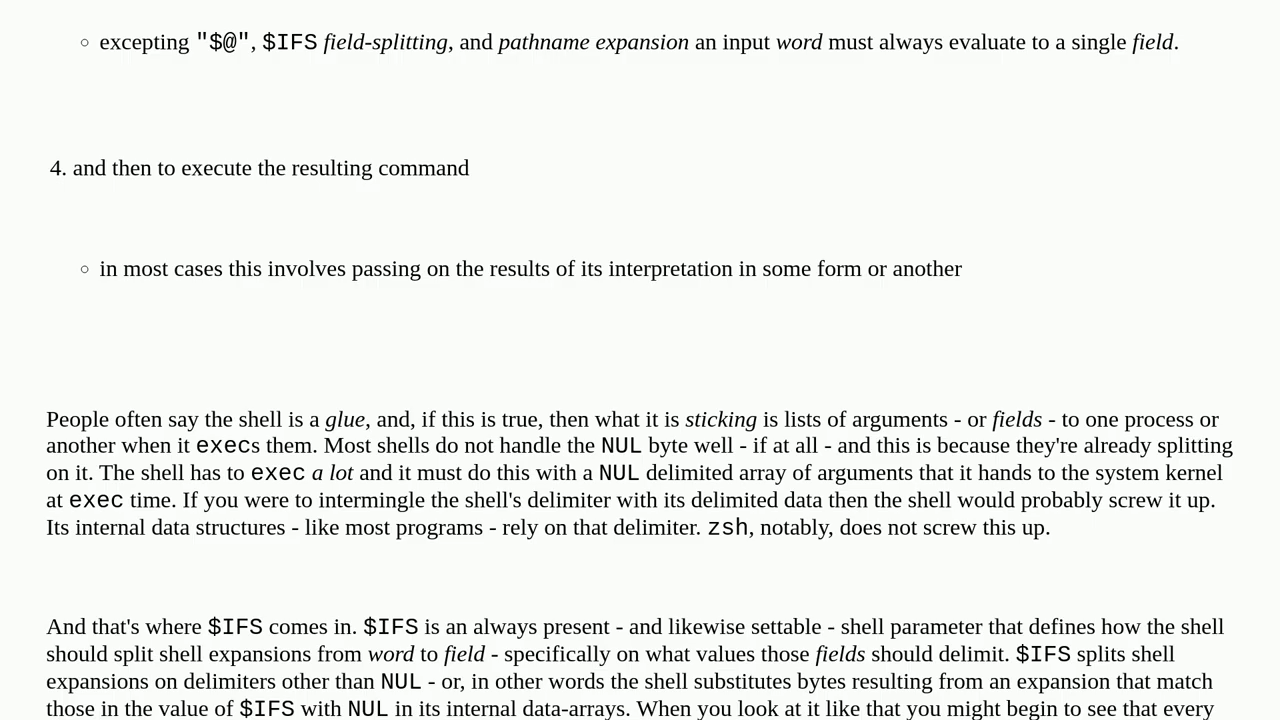 excepting "$@", $IFS field-splitting, and pathname expansion an input word must always evaluate to a single field.
4. and then to execute the resulting command
in most cases this involves passing on the results of its interpretation in some form or another
People often say the shell is a glue, and, if this is true, then what it is sticking is lists of arguments - or fields - to one process or
another when it execs them. Most shells do not handle the NUL byte well - if at all - and this is because they're already splitting
on it. The shell has to exec a lot and it must do this with a NUL delimited array of arguments that it hands to the system kernel
at exec time. If you were to intermingle the shell's delimiter with its delimited data then the shell would probably screw it up.
Its internal data structures - like most programs - rely on that delimiter. zsh, notably, does not screw this up.
And that's where $IFS comes in. $IFS is an always present - and likewise settable - shell parameter that defines how the shell
should split shell expansions from word to field - specifically on what values those fields should delimit. $IFS splits shell
expansions on delimiters other than NUL - or, in other words the shell substitutes bytes resulting from an expansion that match
those in the value of $IFS with NUL in its internal data-arrays. When you look at it like that you might begin to see that every